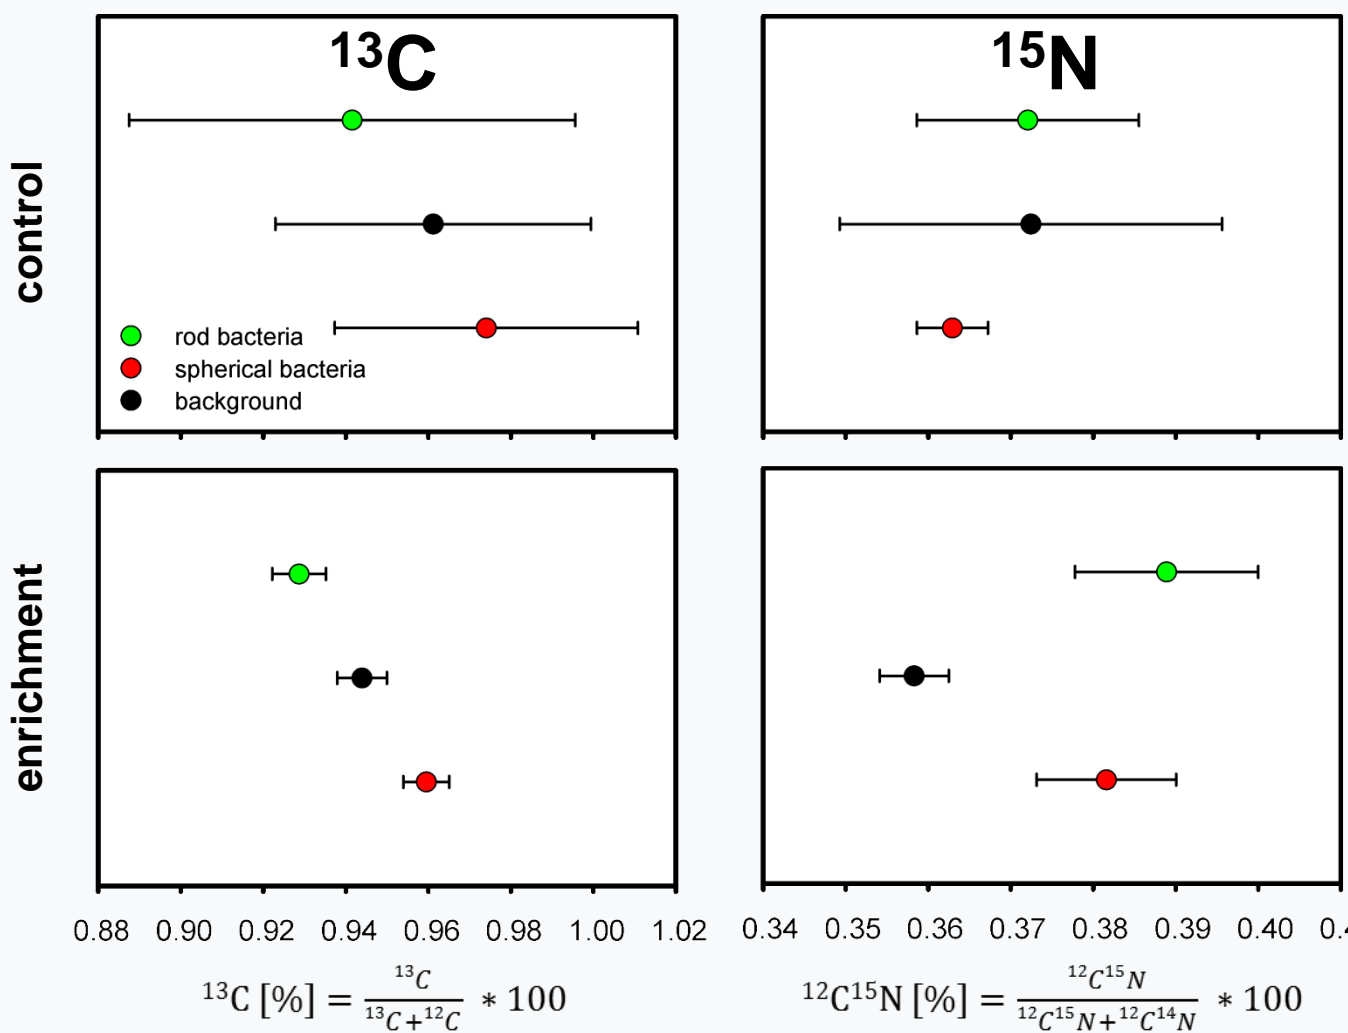 ¹³C
¹⁵N
control
rod bacteria
spherical bacteria
background
enrichment
0.88 0.90 0.92 0.94 0.96 0.98 1.00 1.02
0.34 0.35 0.36 0.37 0.38 0.39 0.40
¹³C [%] = ¹³C / ¹³C+¹²C * 100
¹²C¹⁵N [%] = ¹²C¹⁵N / ¹²C¹⁵N+¹²C¹⁴N * 100